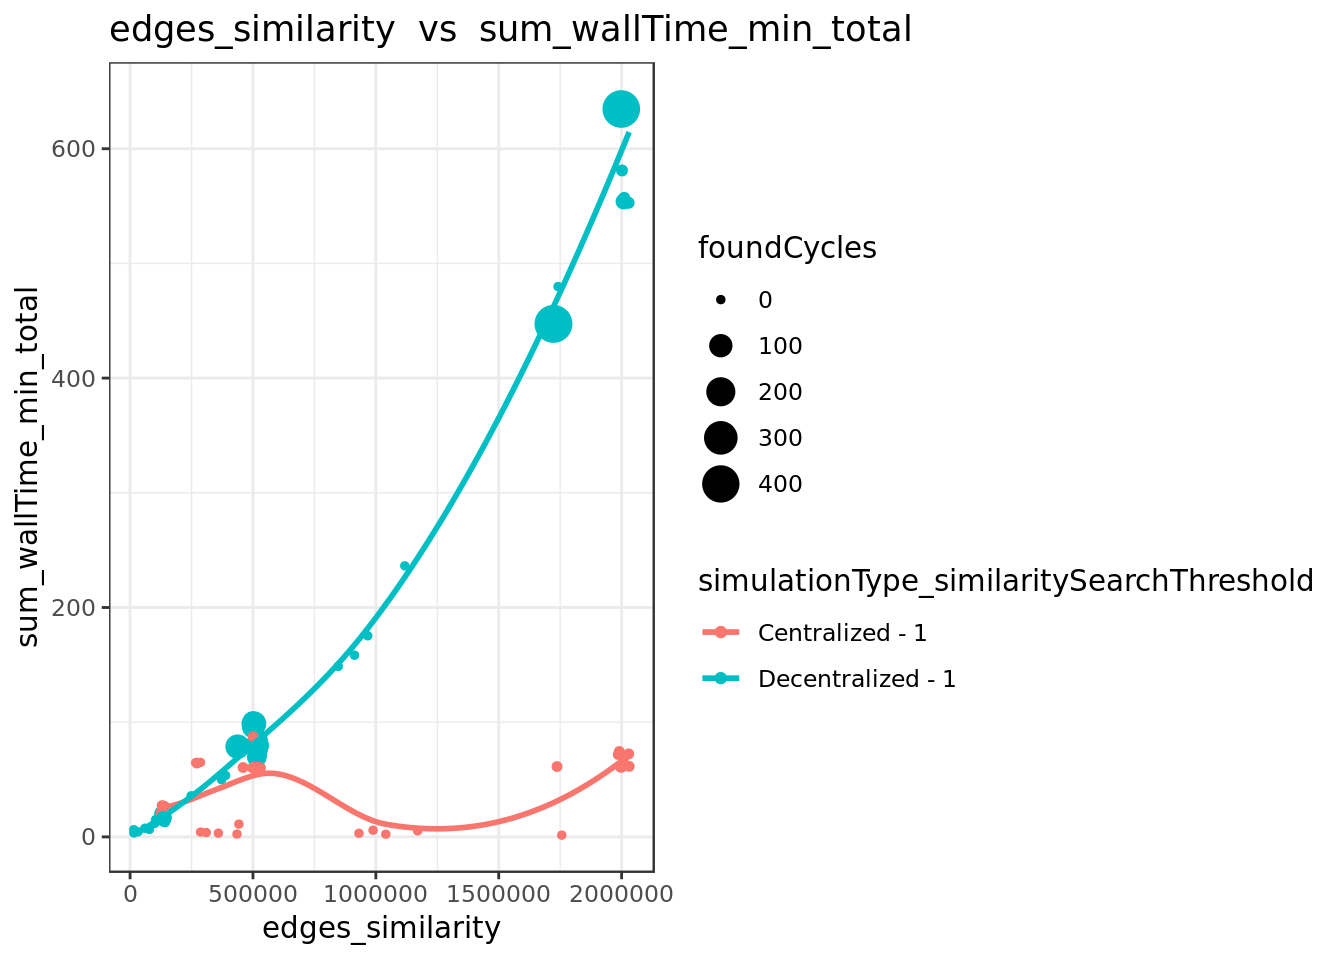 edges_similarity  vs  sum_wallTime_min_total
sum_wallTime_min_total
600
400
200
0
0
500000
1000000
1500000
2000000
edges_similarity
foundCycles
0
100
200
300
400
simulationType_similaritySearchThreshold
Centralized - 1
Decentralized - 1